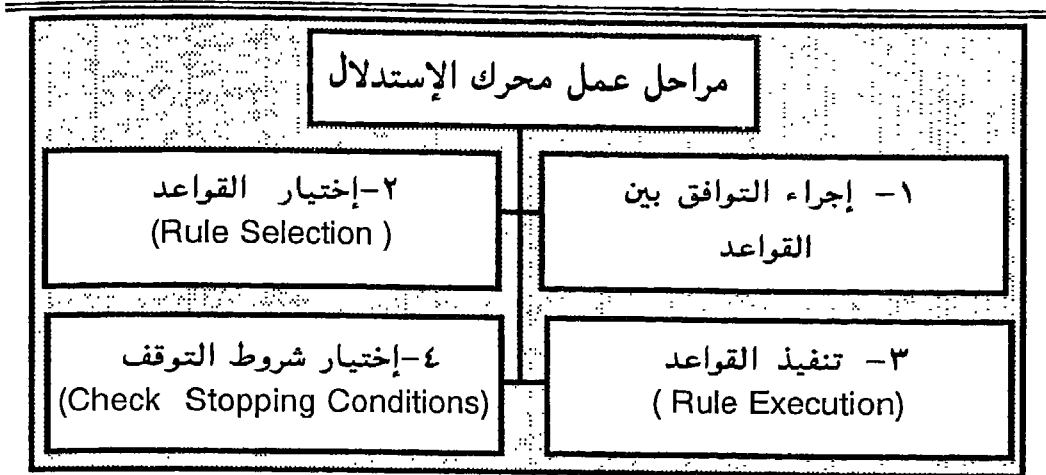 مراحل عمل محرك الإستدلال
١- إجراء التوافق بين
القواعد
٢-إختيار القواعد
(Rule Selection )
٣- تنفيذ القواعد
( Rule Execution)
٤-إختيار شروط التوقف
(Check Stopping Conditions)